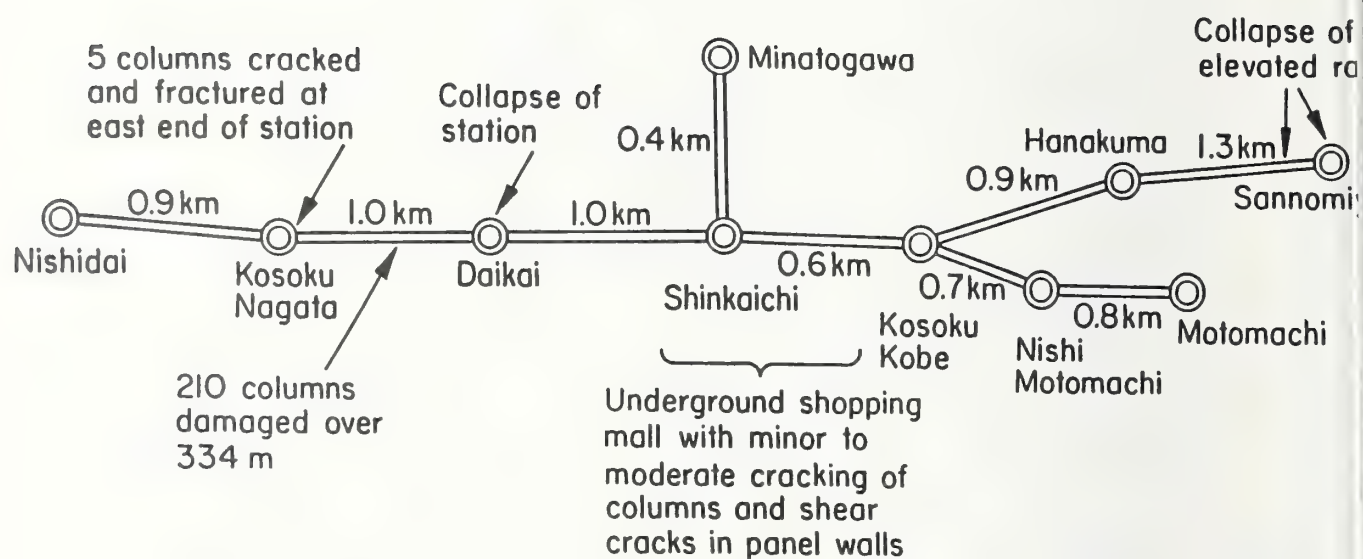 5 columns cracked
and fractured at
east end of station
Collapse of
station
Minatogawa
Collapse of
elevated
0.4 km
Hanakuma
1.3 km
0.9 km
Sannomi
0.9 km
1.0 km
1.0 km
Nishidai
Kosoku
Nagata
Daikai
Shinkaichi
0.6 km
Kosoku
Kobe
0.7 km
0.8 km
Nishi
Motomachi
Motomachi
210 columns
damaged over
334 m
Underground shopping
mall with minor to
moderate cracking of
columns and shear
cracks in panel walls